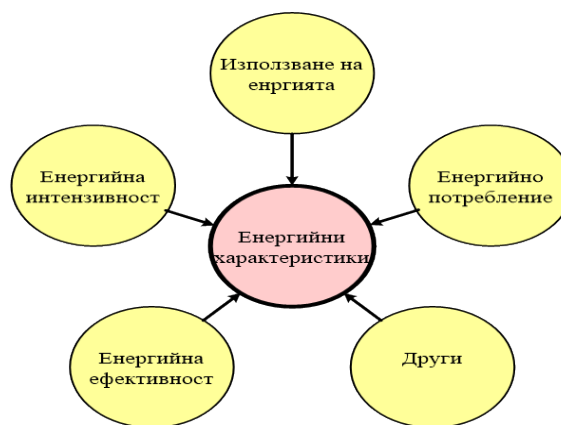 Използване на
енргията
Енергийна
интензивност
Енергийно
потребление
Енергийни
характеристики
Енергийна
ефективност
Други